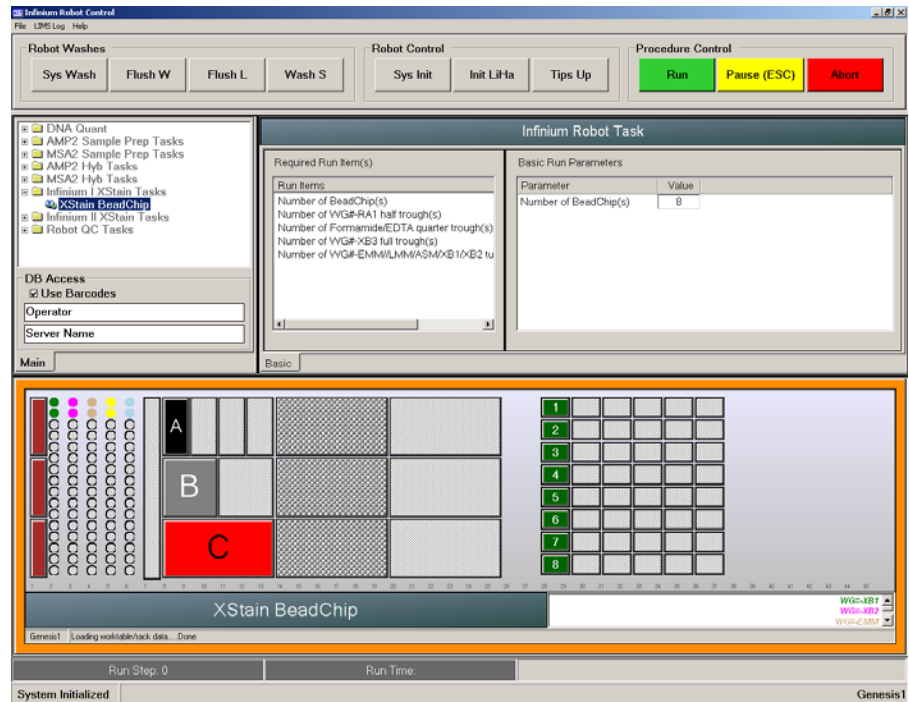 Infinium Robot Control
File LIMS Log Help
Robot Washes
Sys Wash Flush W Flush L Wash S
Robot Control
Sys Init Init LiHa Tips Up
Procedure Control
Run Pause (ESC) Abort
DNA Quant
AMP2 Sample Prep Tasks
MSA2 Sample Prep Tasks
AMP2 Hyb Tasks
MSA2 Hyb Tasks
Infinium I XStain Tasks
XStain BeadChip
Infinium II XStain Tasks
Robot QC Tasks
DB Access
Use Barcodes
Operator
Server Name
Main
Infinium Robot Task
Required Run Item(s)
Run Items
Number of BeadChip(s)
Number of WG#-RA1 half trough(s)
Number of Formamide/EDTA quarter trough(s)
Number of WG#-XB3 full trough(s)
Number of WG#-EMM/LMM/ASM/XB1/XB2 tu
Basic Run Parameters
Parameter Value
Number of BeadChip(s) 8
Basic
A
B
C
1
2
3
4
5
6
7
8
XStain BeadChip
WG#-XB1
WG#-XB2
WG#-EMM
Genesis1 Loading worktable/rack data....Done
Run Step: 0 Run Time:
System Initialized Genesis1